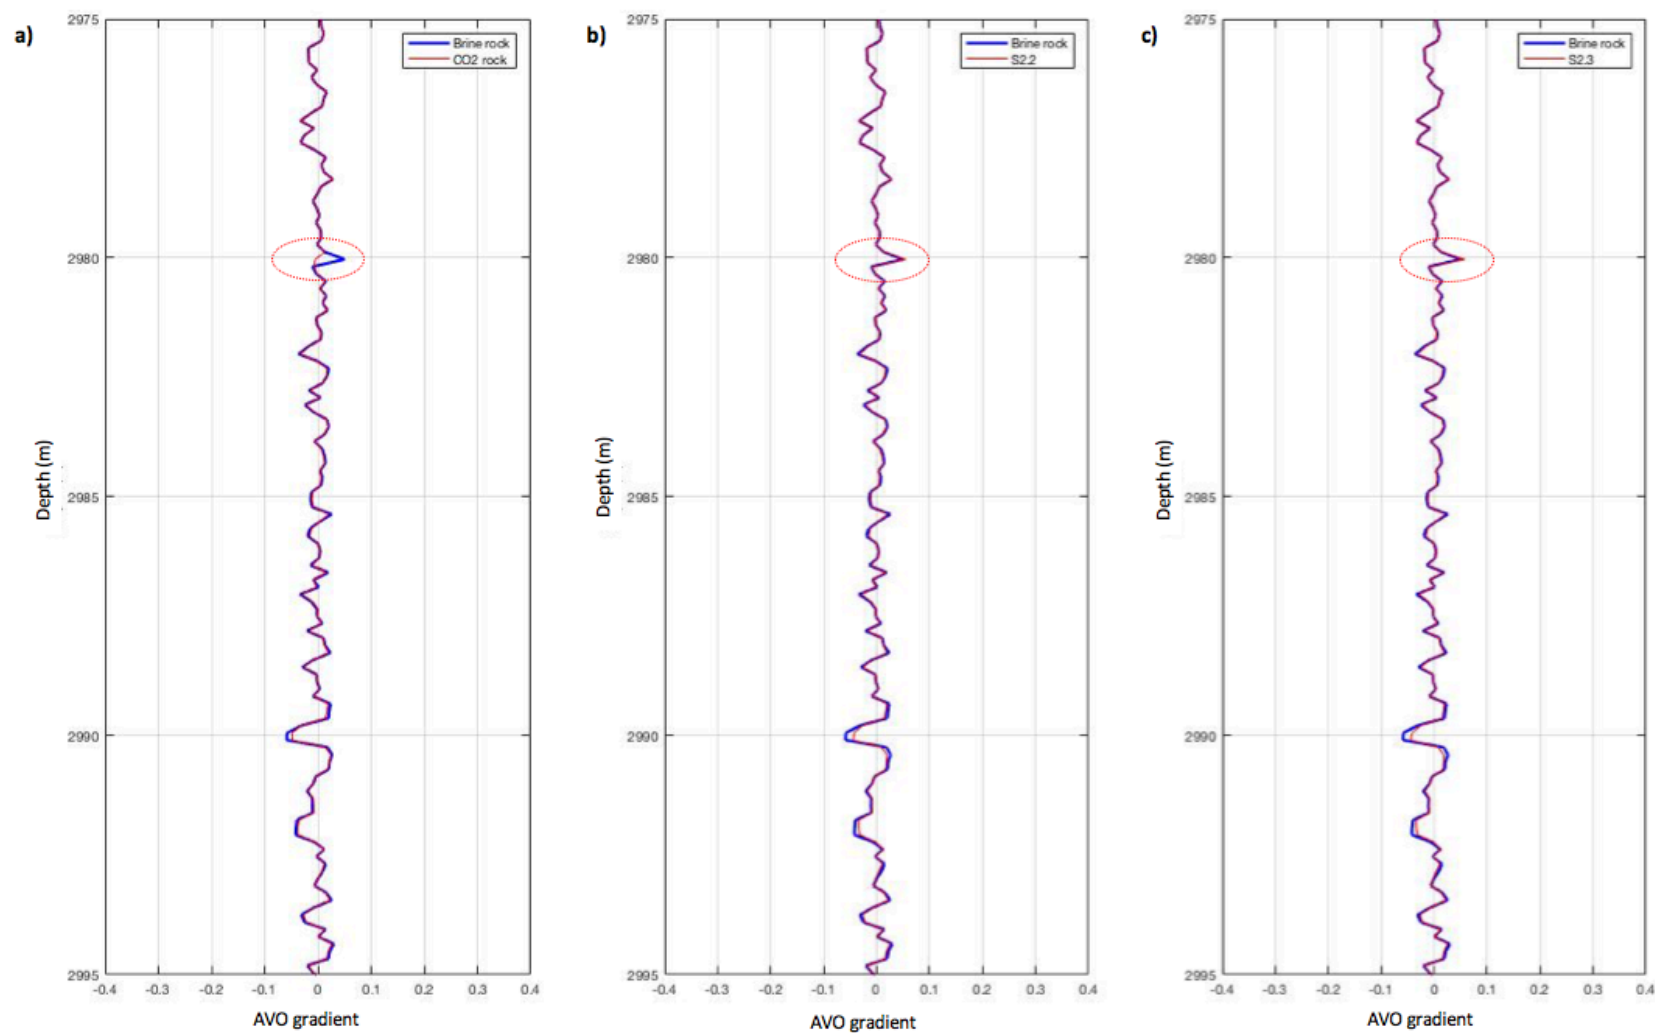 a)
2975
2980
2985
2990
2995
Depth (m)
Brine rock
CO2 rock
-0.4 -0.3 -0.2 -0.1 0 0.1 0.2 0.3 0.4
AVO gradient
b)
2975
2980
2985
2990
2995
Depth (m)
Brine rock
S2.2
-0.4 -0.3 -0.2 -0.1 0 0.1 0.2 0.3 0.4
AVO gradient
c)
2975
2980
2985
2990
2995
Depth (m)
Brine rock
S2.3
-0.4 -0.3 -0.2 -0.1 0 0.1 0.2 0.3 0.4
AVO gradient